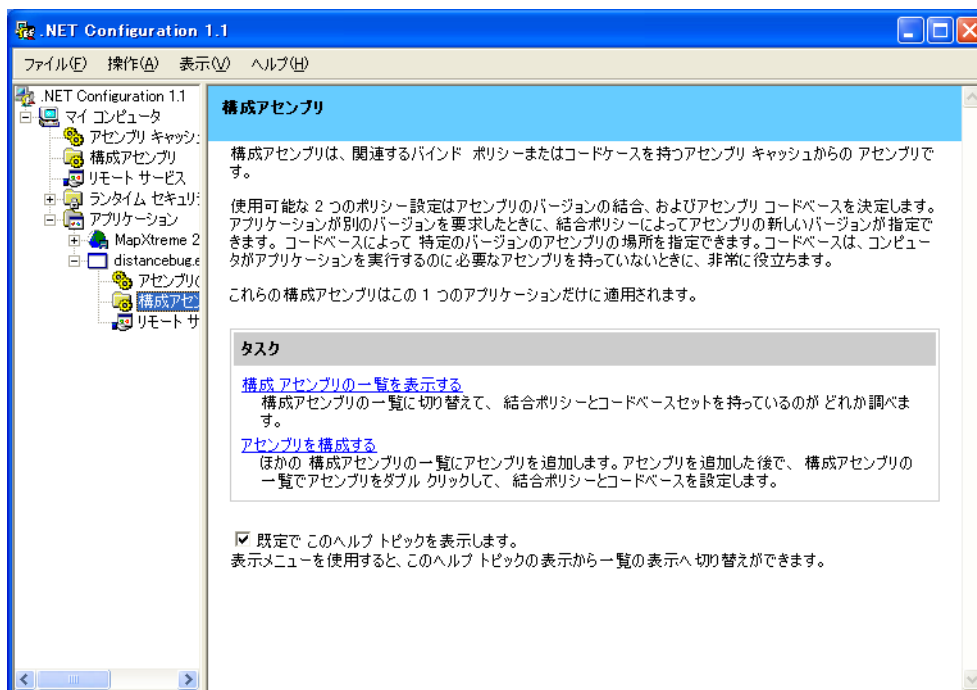 .NET Configuration 1.1
ファイル(F) 操作(A) 表示(V) ヘルプ(H)
.NET Configuration 1.1
マイ コンピュータ
アセンブリ キャッシュ
構成アセンブリ
リモート サービス
ランタイム セキュリ
アプリケーション
MapXtreme 2
distancebug.e
アセンブリの
構成アセン
リモート サ
構成アセンブリ
構成アセンブリは、関連するバインド ポリシーまたはコードケースを持つアセンブリ キャッシュからの アセンブリで
す。
使用可能な 2 つのポリシー設定はアセンブリのバージョンの結合、およびアセンブリ コードベースを決定します。
アプリケーションが別のバージョンを要求したときに、結合ポリシーによってアセンブリの新しいバージョンが指定で
きます。コードベースによって 特定のバージョンのアセンブリの場所を指定できます。コードベースは、コンピュー
タがアプリケーションを実行するのに必要なアセンブリを持っていないときに、非常に役立ちます。
これらの構成アセンブリはこの 1 つのアプリケーションだけに適用されます。
タスク
構成 アセンブリの一覧を表示する
構成アセンブリの一覧に切り替えて、 結合ポリシーとコードベースセットを持っているのが どれか調べま
す。
アセンブリを構成する
ほかの 構成アセンブリの一覧にアセンブリを追加します。アセンブリを追加した後で、 構成アセンブリの
一覧でアセンブリをダブル クリックして、 結合ポリシーとコードベースを設定します。
既定で このヘルプ トピックを表示します。
表示メニューを使用すると、このヘルプ トピックの表示から一覧の表示へ 切り替えができます。